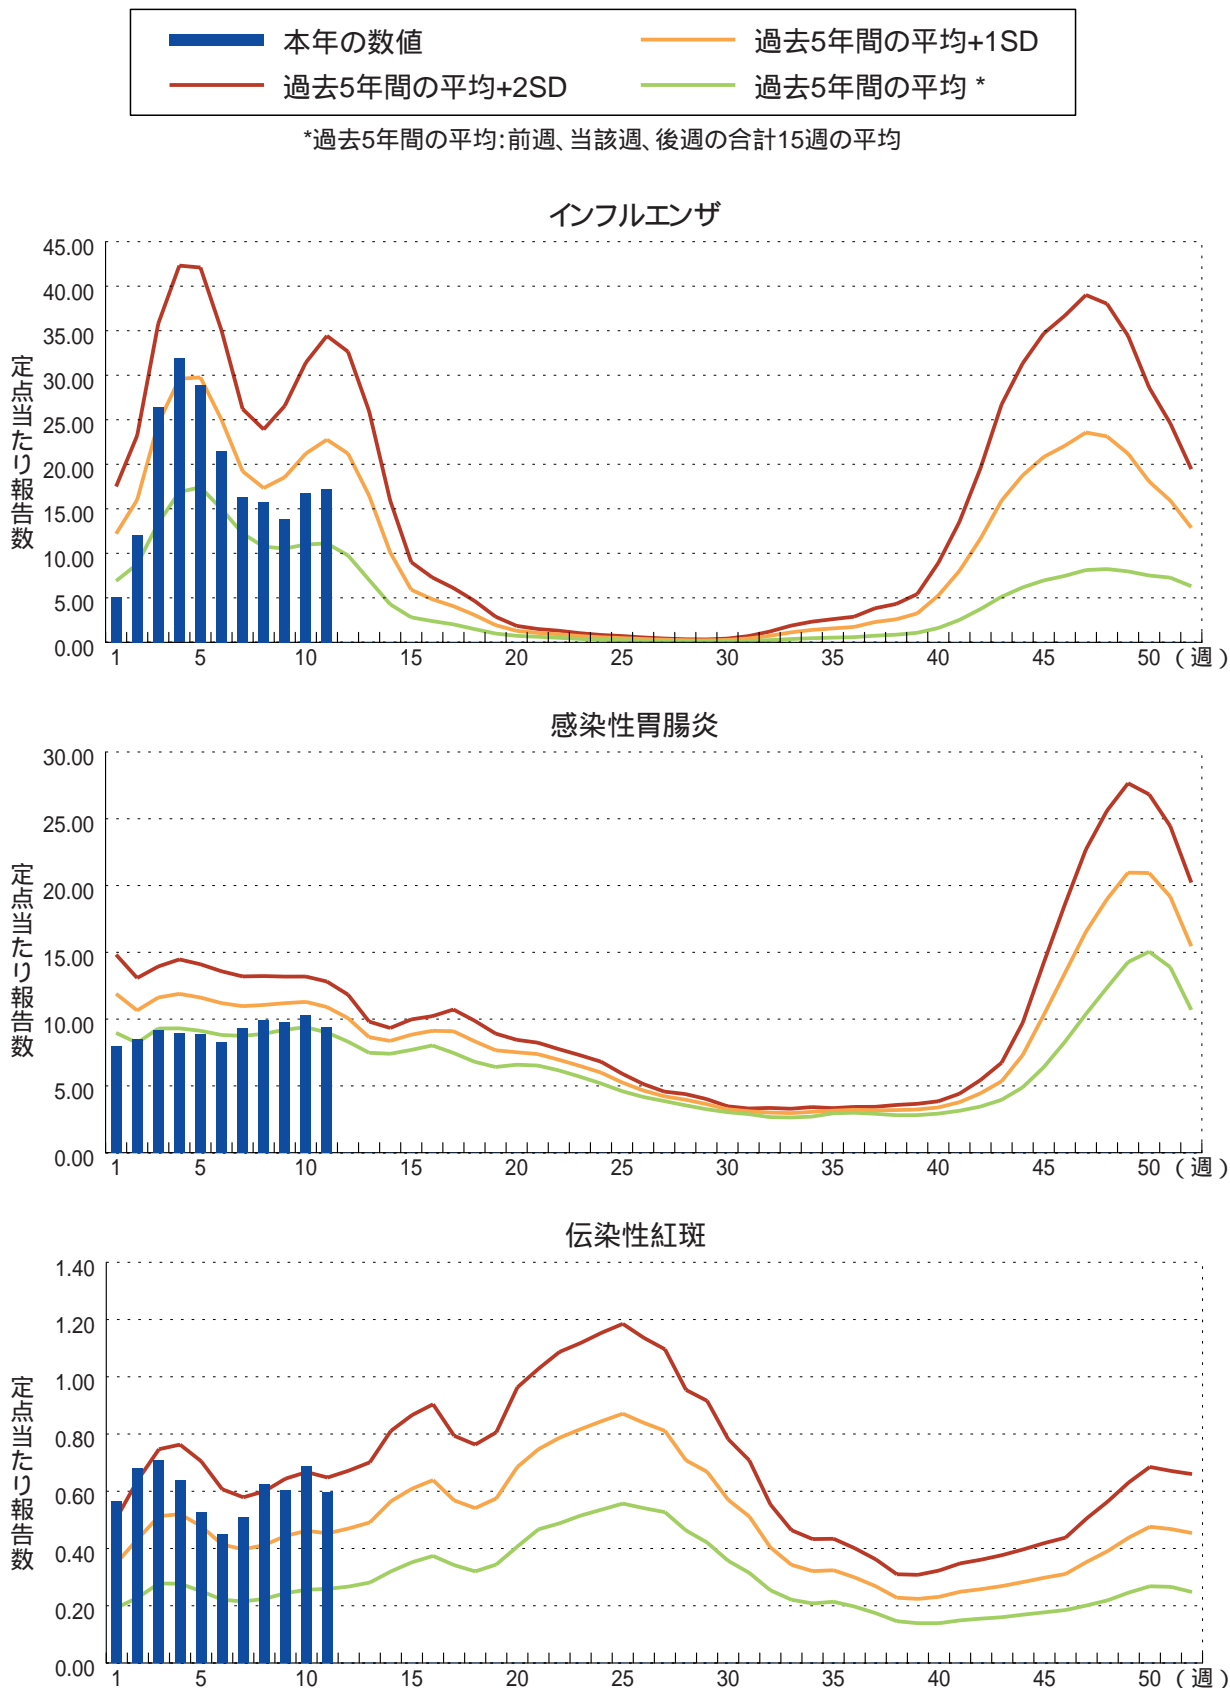 本年の数値
過去5年間の平均+1SD
過去5年間の平均+2SD
過去5年間の平均 *
*過去5年間の平均:前週、当該週、後週の合計15週の平均
インフルエンザ
定点当たり報告数
45.00
40.00
35.00
30.00
25.00
20.00
15.00
10.00
5.00
0.00
1 5 10 15 20 25 30 35 40 45 50 (週)
感染性胃腸炎
定点当たり報告数
30.00
25.00
20.00
15.00
10.00
5.00
0.00
1 5 10 15 20 25 30 35 40 45 50 (週)
伝染性紅斑
定点当たり報告数
1.40
1.20
1.00
0.80
0.60
0.40
0.20
0.00
1 5 10 15 20 25 30 35 40 45 50 (週)